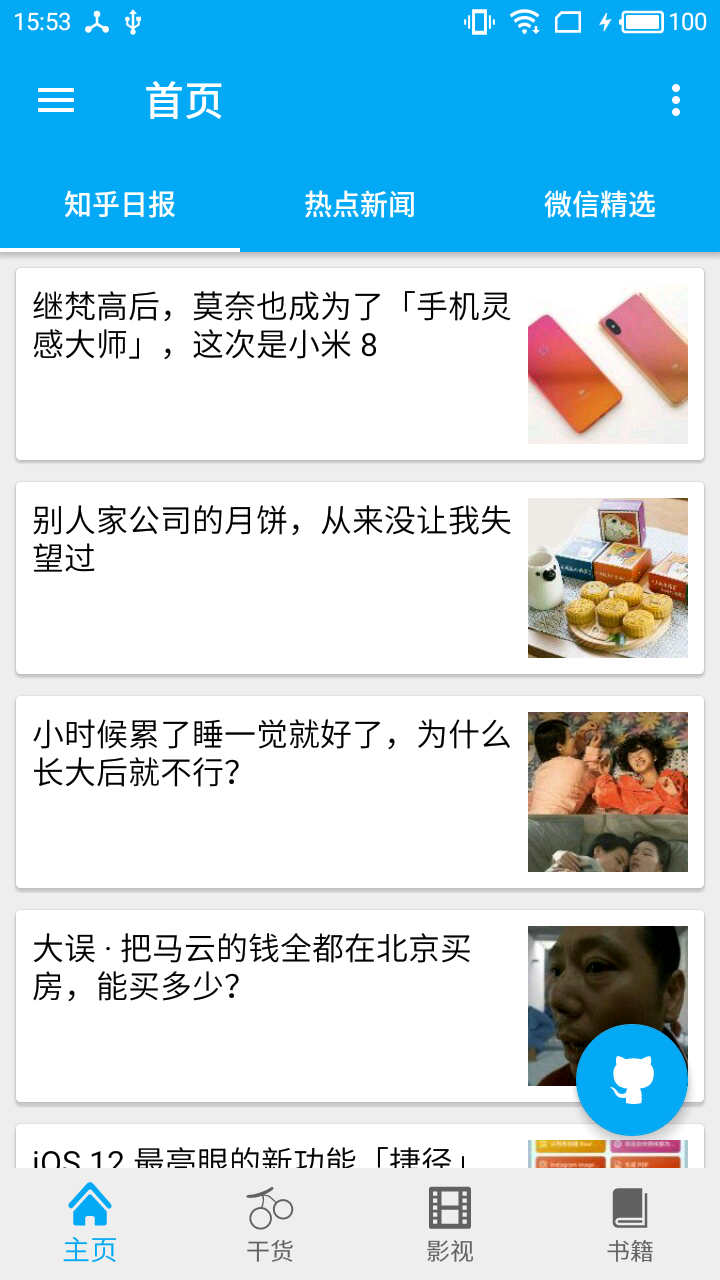 15:53
100
首页
知乎日报
热点新闻
微信精选
继梵高后，莫奈也成为了「手机灵
感大师」，这次是小米 8
别人家公司的月饼，从来没让我失
望过
小时候累了睡一觉就好了，为什么
长大后就不行？
大误 · 把马云的钱全都在北京买
房，能买多少？
iOS 12 最亮眼的新功能「捷径」
主页
干货
影视
书籍